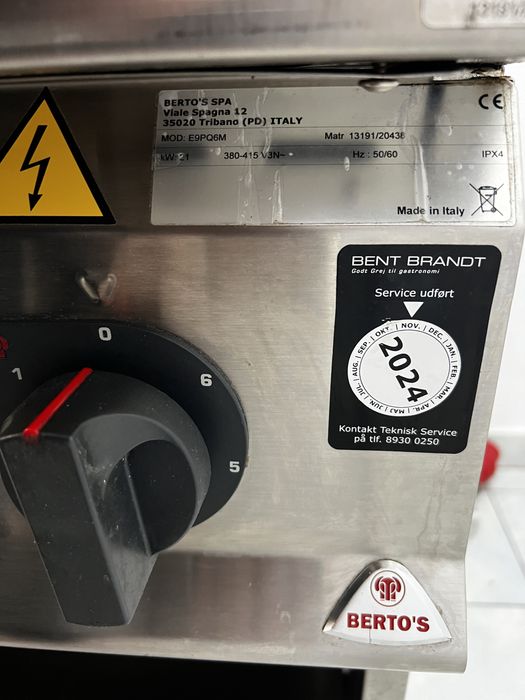 BERTO'S SPA
Viale Spagna 12
35020 Tribano (PD) ITALY
CE
MOD: E9PQ6M Matr 13191/20436
kW: 21 380-415 V3N~ Hz : 50/60 IPX4
Made in Italy
BENT BRANDT
Godt Grej til gastronomi
Service udført
OKT. | NOV. | DEC. | JAN. | FEB. | MAR. | APR. | MAJ | JUN. | JUL. | AUG. | SEP.
2024
Kontakt Teknisk Service
på tlf. 8930 0250
0
1
6
5
BERTO'S